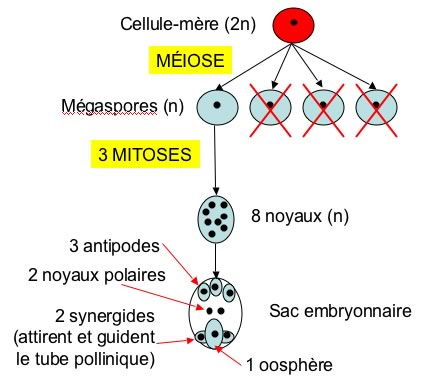 Cellule-mère (2n)
MÉIOSE
Mégaspores (n)
3 MITOSES
8 noyaux (n)
3 antipodes
2 noyaux polaires
2 synergides
(attirent et guident
le tube pollinique)
Sac embryonnaire
1 oosphère